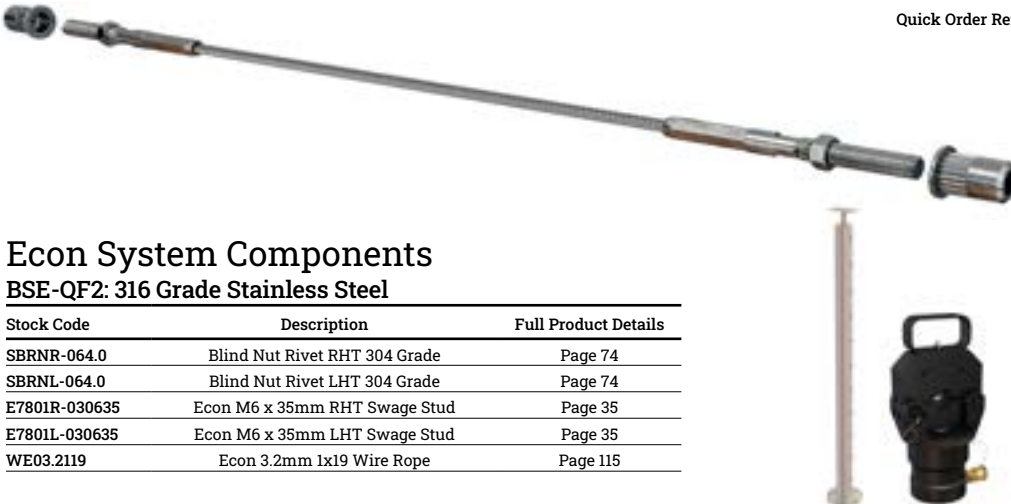 Quick Order
Econ System Components
BSE-QF2: 316 Grade Stainless Steel
Stock Code Description Full Product Details
SBRNR-064.0 Blind Nut Rivet RHT 304 Grade Page 74
SBRNL-064.0 Blind Nut Rivet LHT 304 Grade Page 74
E7801R-030635 Econ M6 x 35mm RHT Swage Stud Page 35
E7801L-030635 Econ M6 x 35mm LHT Swage Stud Page 35
WE03.2119 Econ 3.2mm 1x19 Wire Rope Page 115